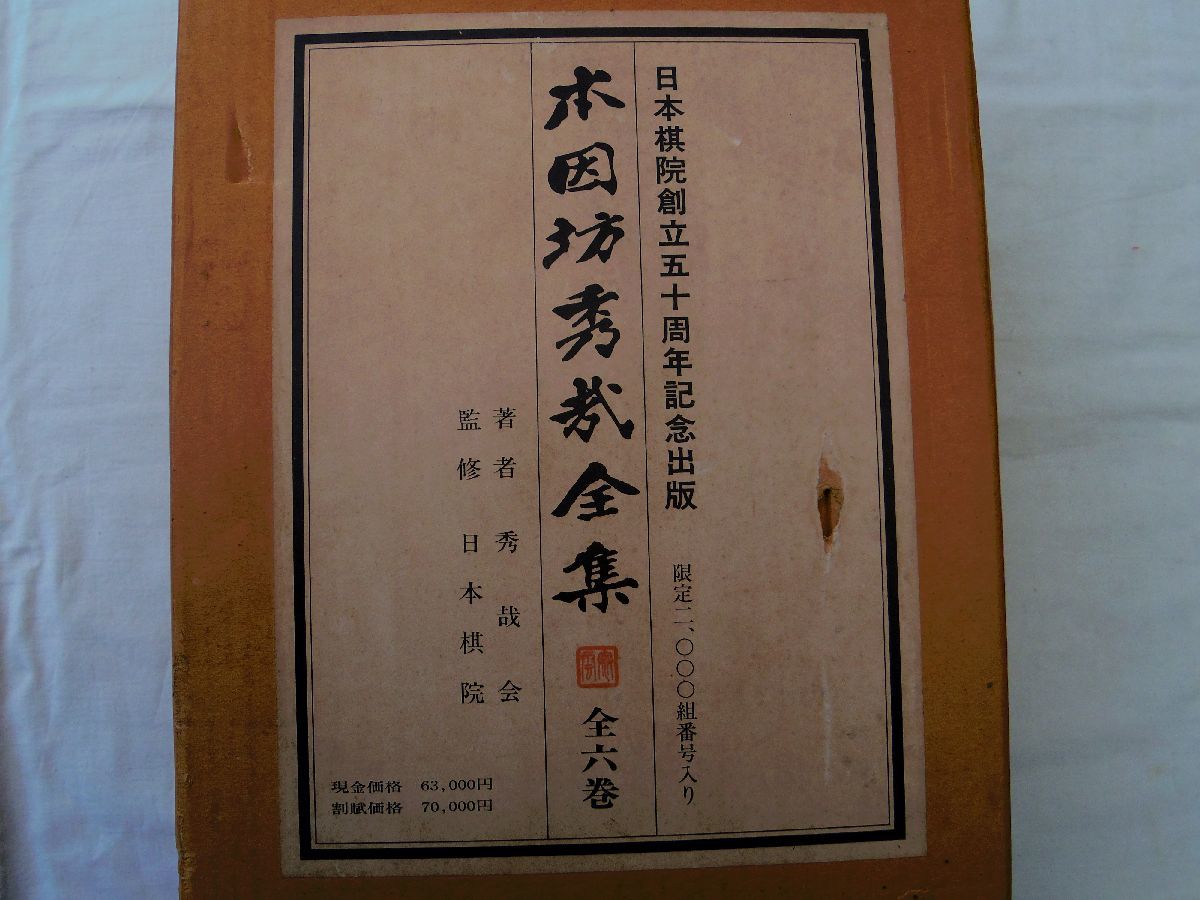 日本棋院創立五十周年記念出版　限定二、〇〇〇組番号入り
本因坊秀哉全集　全六巻
著者　秀哉会
監修　日本棋院
現金価格　63,000円
割賦価格　70,000円